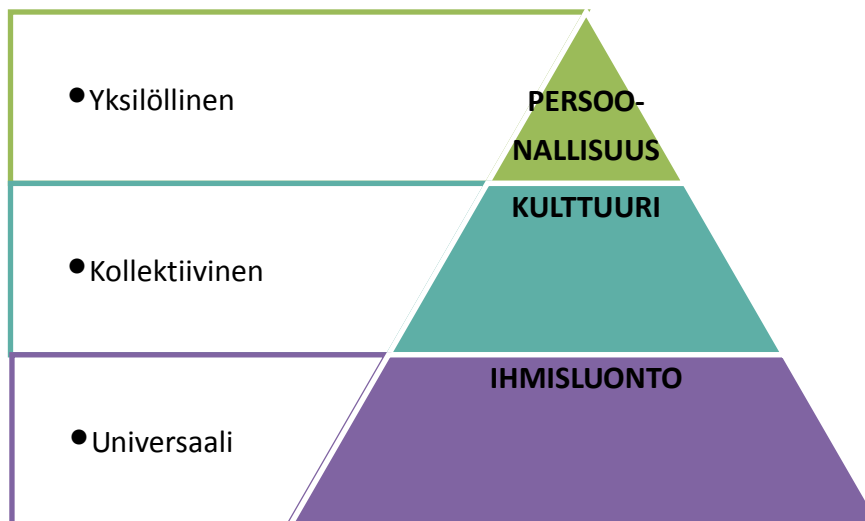 • Yksilöllinen
PERSOO-
NALLISUUS
KULTTUURI
• Kollektiivinen
IHMISLUONTO
• Universaali